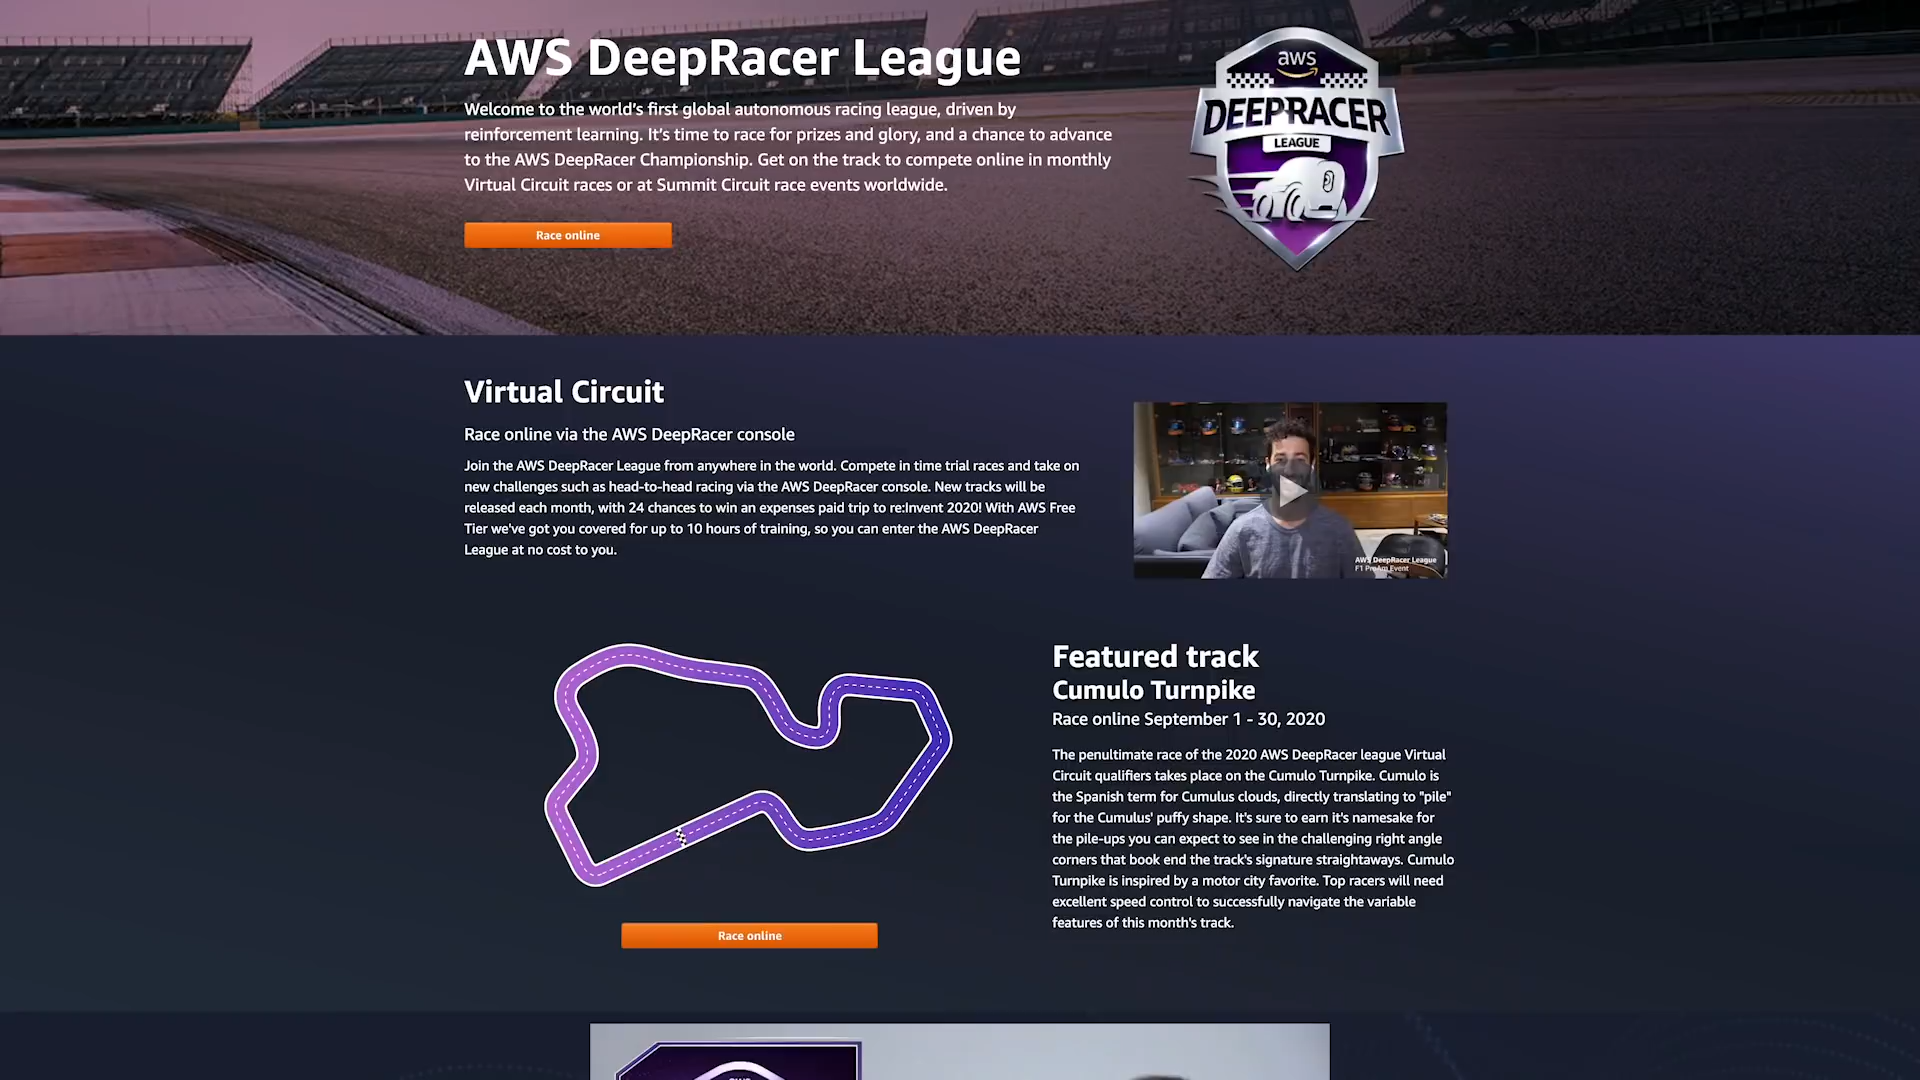 AWS DeepRacer League
Welcome to the world's first global autonomous racing league, driven by
reinforcement learning. It's time to race for prizes and glory, and a chance to advance
to the AWS DeepRacer Championship. Get on the track to compete online in monthly
Virtual Circuit races or at Summit Circuit race events worldwide.
Race online
aws
DEEPRACER
LEAGUE
Virtual Circuit
Race online via the AWS DeepRacer console
Join the AWS DeepRacer League from anywhere in the world. Compete in time trial races and take on
new challenges such as head-to-head racing via the AWS DeepRacer console. New tracks will be
released each month, with 24 chances to win an expenses paid trip to re:Invent 2020! With AWS Free
Tier we've got you covered for up to 10 hours of training, so you can enter the AWS DeepRacer
League at no cost to you.
AWS DeepRacer League
F1 ProAm Event
Featured track
Cumulo Turnpike
Race online September 1 - 30, 2020
The penultimate race of the 2020 AWS DeepRacer league Virtual
Circuit qualifiers takes place on the Cumulo Turnpike. Cumulo is
the Spanish term for Cumulus clouds, directly translating to "pile"
for the Cumulus' puffy shape. It's sure to earn it's namesake for
the pile-ups you can expect to see in the challenging right angle
corners that book end the track's signature straightaways. Cumulo
Turnpike is inspired by a motor city favorite. Top racers will need
excellent speed control to successfully navigate the variable
features of this month's track.
Race online